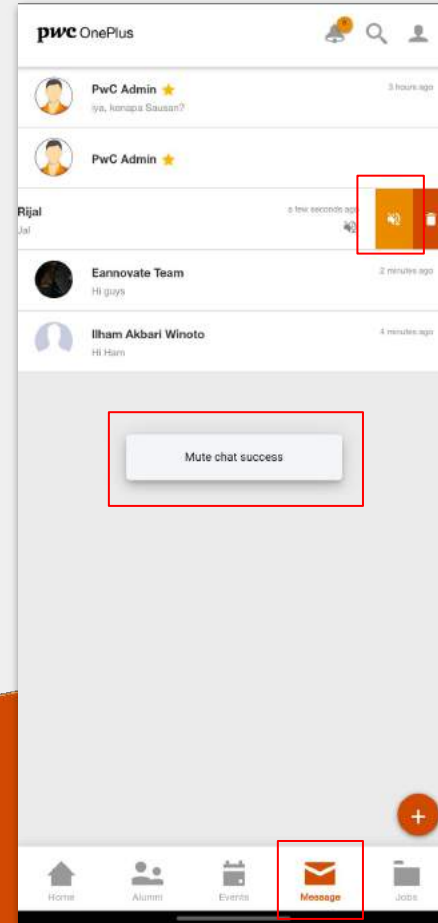 pwc OnePlus
PwC Admin
3 hours ago
iya, kenapa Sausan?
PwC Admin
Rijal
a few seconds ago
Jal
Eannovate Team
2 minutes ago
Hi guys
Ilham Akbari Winoto
4 minutes ago
Hi Ham
Mute chat success
Home
Alumni
Events
Message
Jobs